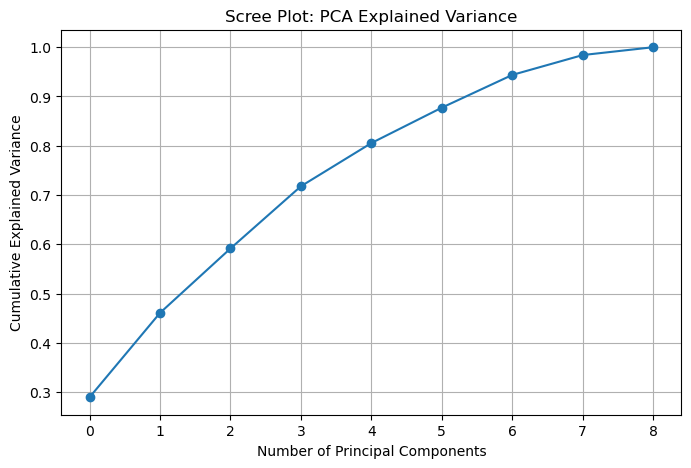 Scree Plot: PCA Explained Variance
Cumulative Explained Variance
1.0
0.9
0.8
0.7
0.6
0.5
0.4
0.3
0 1 2 3 4 5 6 7 8
Number of Principal Components